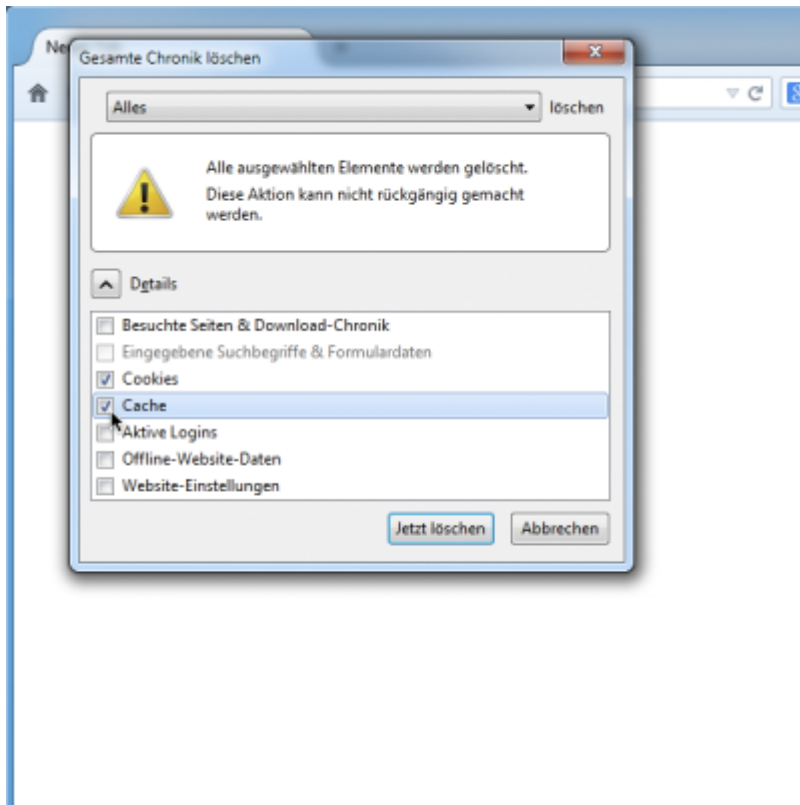 Ne
Gesamte Chronik löschen
Alles löschen
Alle ausgewählten Elemente werden gelöscht.
Diese Aktion kann nicht rückgängig gemacht
werden.
Details
Besuchte Seiten & Download-Chronik
Eingegebene Suchbegriffe & Formulardaten
Cookies
Cache
Aktive Logins
Offline-Website-Daten
Website-Einstellungen
Jetzt löschen Abbrechen